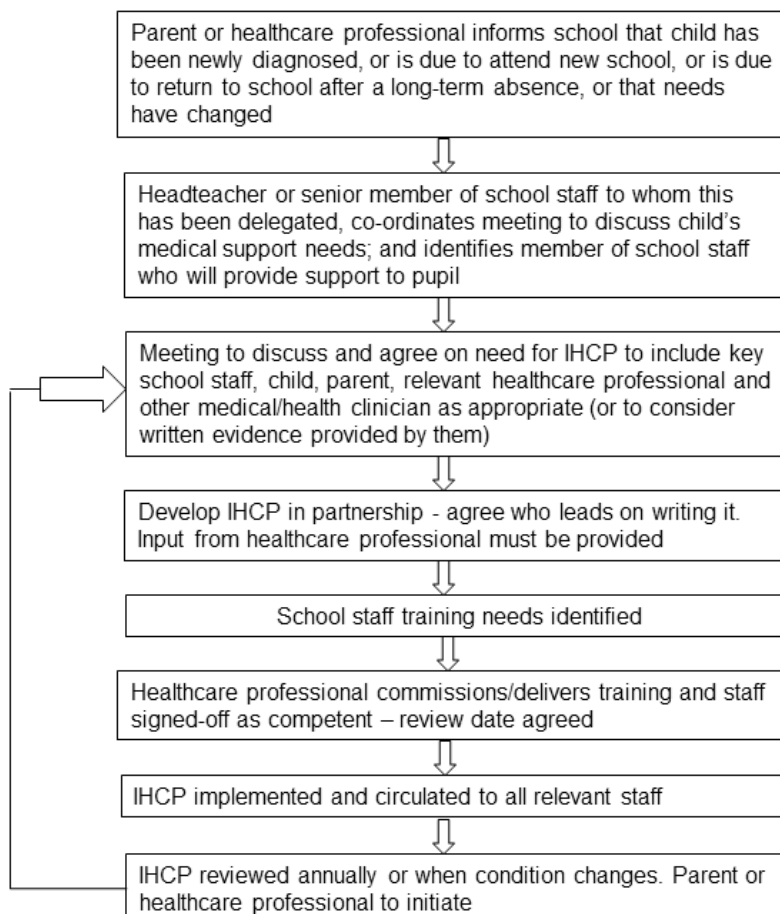 Parent or healthcare professional informs school that child has
been newly diagnosed, or is due to attend new school, or is due
to return to school after a long-term absence, or that needs
have changed
Headteacher or senior member of school staff to whom this
has been delegated, co-ordinates meeting to discuss child's
medical support needs; and identifies member of school staff
who will provide support to pupil
Meeting to discuss and agree on need for IHCP to include key
school staff, child, parent, relevant healthcare professional and
other medical/health clinician as appropriate (or to consider
written evidence provided by them)
Develop IHCP in partnership - agree who leads on writing it.
Input from healthcare professional must be provided
School staff training needs identified
Healthcare professional commissions/delivers training and staff
signed-off as competent – review date agreed
IHCP implemented and circulated to all relevant staff
IHCP reviewed annually or when condition changes. Parent or
healthcare professional to initiate